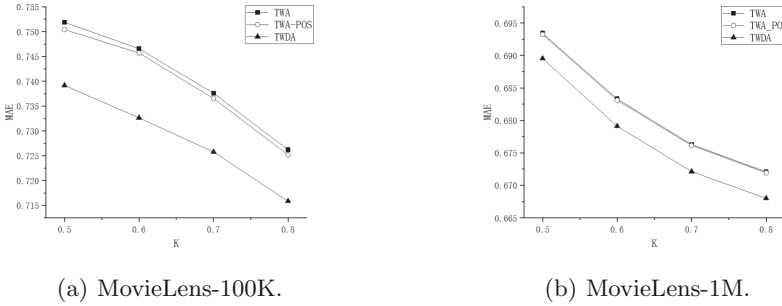 0.755
0.750
0.745
0.740
0.735
0.730
0.725
0.720
0.715
MAE
0.5 0.6 0.7 0.8
K
TWA
TWA-POS
TWDA
(a) MovieLens-100K.
0.695
0.690
0.685
0.680
0.675
0.670
0.665
MAE
0.5 0.6 0.7 0.8
K
TWA
TWA_POS
TWDA
(b) MovieLens-1M.